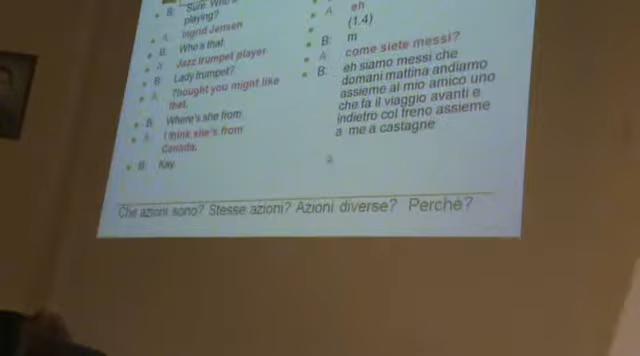 B: Sure. Who's
playing?
A: Ingrid Jensen
B: Who's that
A: Jazz trumpet player
B: Lady trumpet?
A: Thought you might like
that.
B: Where's she from
A: I think she's from
Canada.
B: Kay.
A: eh
(1.4)
B: m
A: come siete messi?
B: eh siamo messi che
domani mattina andiamo
assieme al mio amico uno
che fa il viaggio avanti e
indietro col treno assieme
a me a castagne
Che azioni sono? Stesse azioni? Azioni diverse? Perchè?